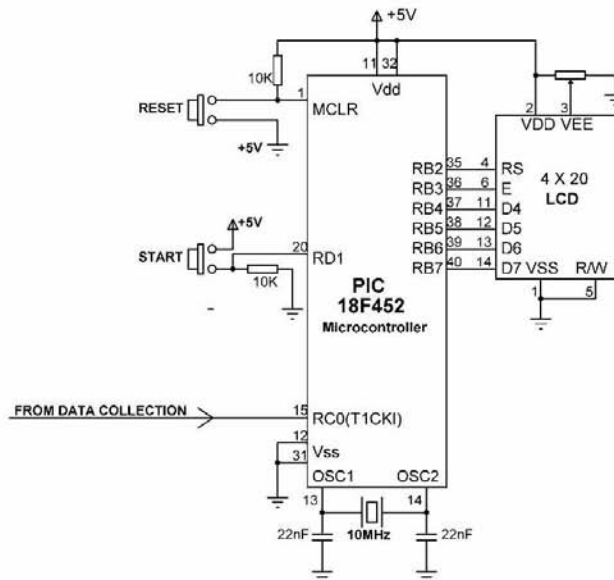 +5V
11 32
10K
Vdd
1
MCLR
RESET
+5V
2 3
VDD VEE
4 X 20
LCD
RB2 35 4 RS
RB3 36 6 E
RB4 37 11 D4
RB5 38 12 D5
RB6 39 13 D6
RB7 40 14 D7
VSS R/W
1 5
+5V
START
20
RD1
10K
PIC
18F452
Microcontroller
FROM DATA COLLECTION
15
RC0(T1CKI)
12
Vss
31
OSC1 OSC2
13 14
22nF 10MHz 22nF